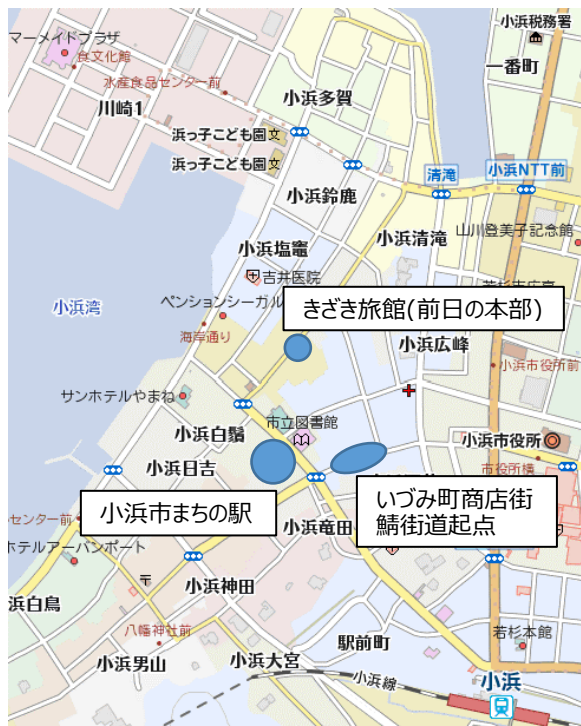 小浜税務署
マーメイドプラザ
食文化館
一番町
水産食品センター前
小浜多賀
川崎1
浜っ子こども園
浜っ子こども園
清滝
小浜NTT前
小浜鈴鹿
山川登美子記念館
小浜塩竈
小浜清滝
吉井医院
小浜湾
ペンションシーガル
きざき旅館(前日の本部)
海岸通り
小浜広峰
小浜市役所前
サンホテルやまね
市立図書館
小浜白鬚
小浜市役所
小浜日吉
市役所横
いづみ町商店街
鯖街道起点
小浜市まちの駅
センター前
小浜竜田
ホテルアーバンポート
小浜神田
浜白鳥
八幡神社前
若杉本館
駅前町
小浜男山
小浜大宮
小浜線
小浜